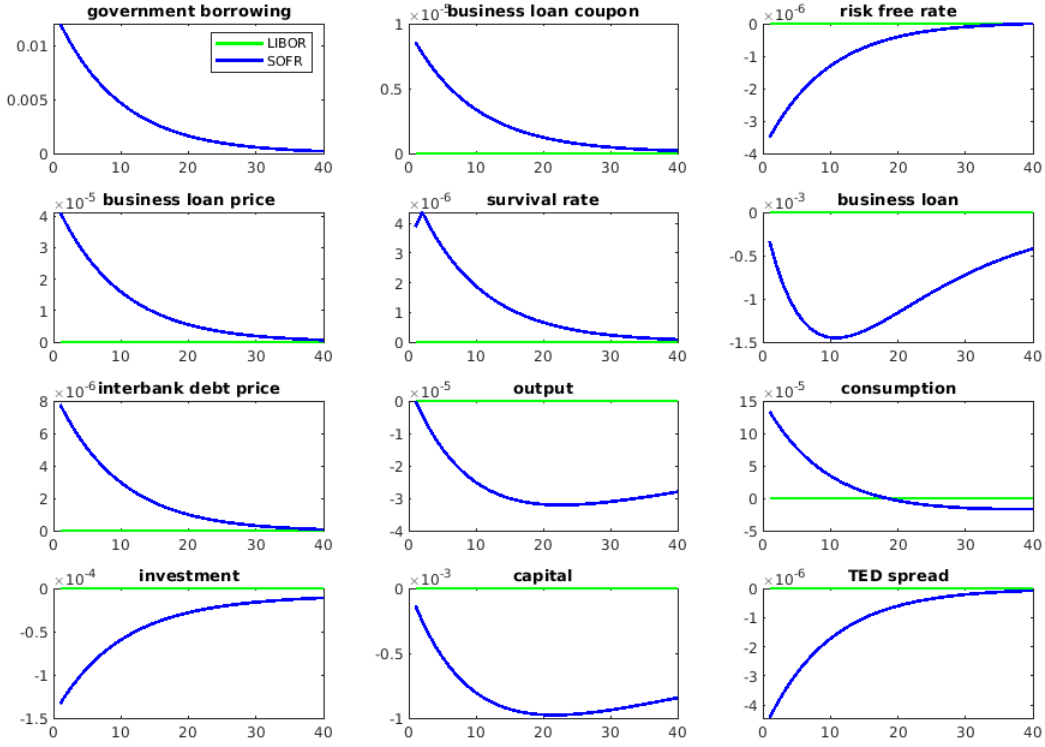 government borrowing
0.01
0.005
0
0 10 20 30 40
LIBOR
SOFR
business loan coupon
×10-5
1
0.5
0
0 10 20 30 40
risk free rate
×10-6
0
-1
-2
-3
-4
0 10 20 30 40
business loan price
×10-5
4
3
2
1
0
0 10 20 30 40
survival rate
×10-6
4
3
2
1
0
0 10 20 30 40
business loan
×10-3
0
-0.5
-1
-1.5
0 10 20 30 40
interbank debt price
×10-6
8
6
4
2
0
0 10 20 30 40
output
×10-5
0
-1
-2
-3
-4
0 10 20 30 40
consumption
×10-5
15
10
5
0
-5
0 10 20 30 40
investment
×10-4
0
-0.5
-1
-1.5
0 10 20 30 40
capital
×10-3
0
-0.5
-1
0 10 20 30 40
TED spread
×10-6
0
-1
-2
-3
-4
0 10 20 30 40